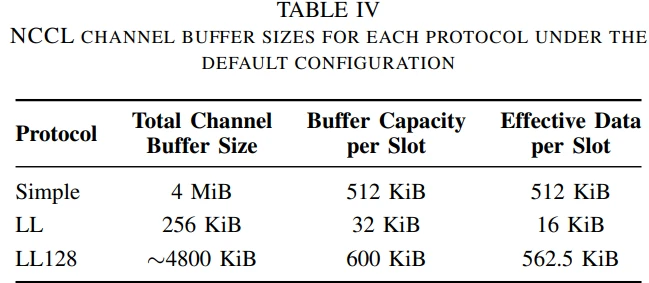 TABLE IV
NCCL CHANNEL BUFFER SIZES FOR EACH PROTOCOL UNDER THE
DEFAULT CONFIGURATION
Protocol Total Channel Buffer Size Buffer Capacity per Slot Effective Data per Slot
Simple 4 MiB 512 KiB 512 KiB
LL 256 KiB 32 KiB 16 KiB
LL128 ~4800 KiB 600 KiB 562.5 KiB